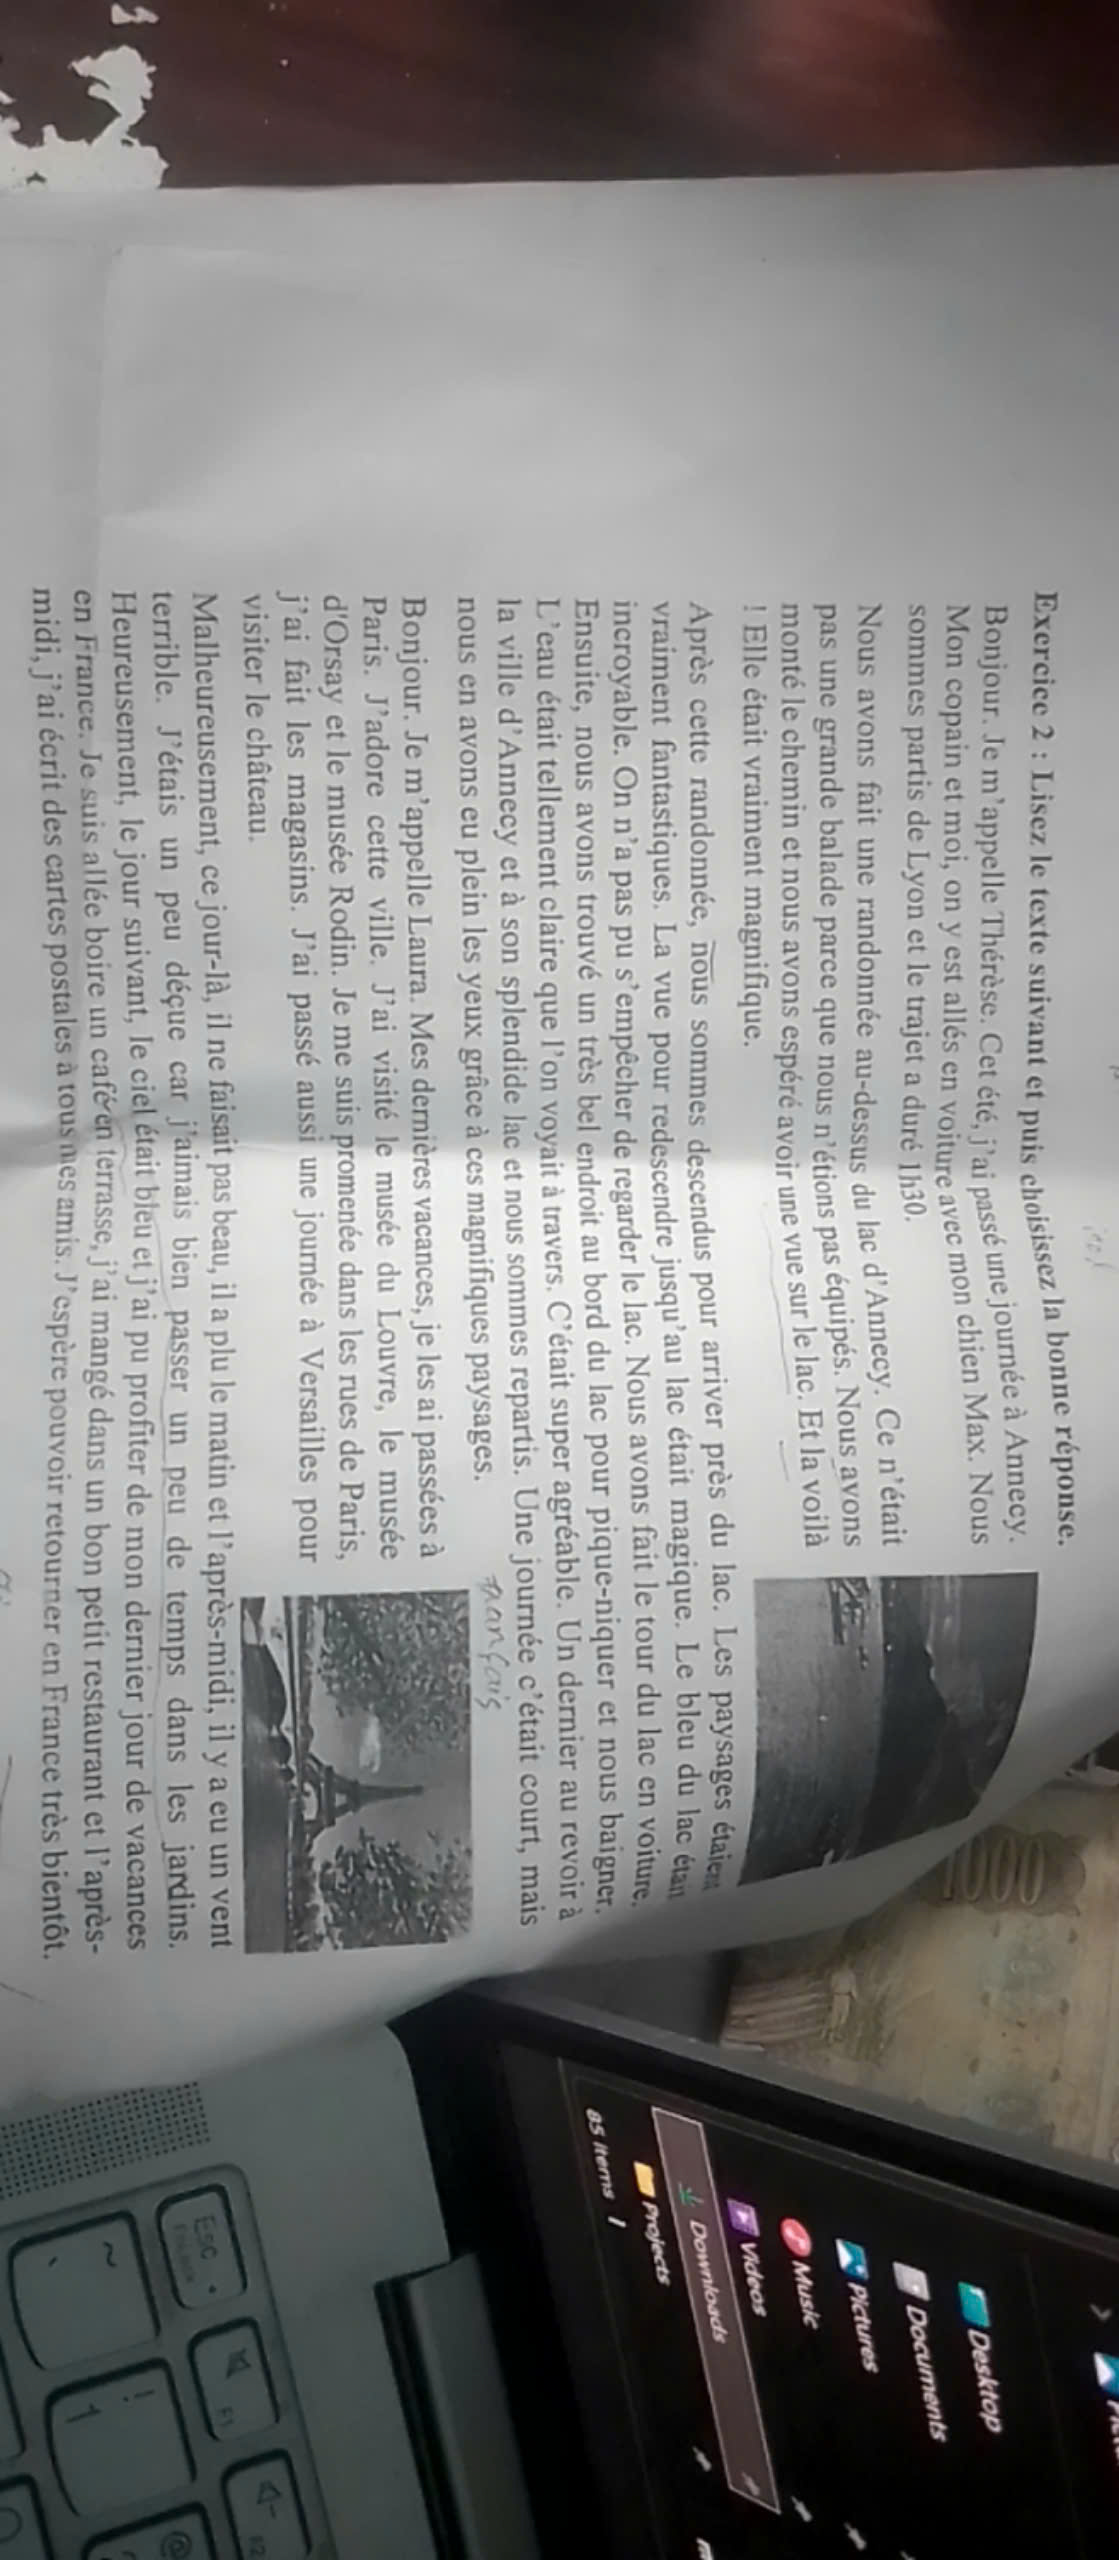 Exercice 2 : Lisez le texte suivant et puis choisissez la bonne réponse.
Bonjour. Je m'appelle Thérèse. Cet été, j'ai passé une journée à Annecy.
Mon copain et moi, on y est allés en voiture avec mon chien Max. Nous
sommes partis de Lyon et le trajet a duré 1h30.
Nous avons fait une randonnée au-dessus du lac d'Annecy. Ce n'était
pas une grande balade parce que nous n'étions pas équipés. Nous avons
monté le chemin et nous avons espéré avoir une vue sur le lac. Et la voilà
! Elle était vraiment magnifique.
Après cette randonnée, nous sommes descendus pour arriver près du lac. Les paysages étaient
vraiment fantastiques. La vue pour redescendre jusqu'au lac était magique. Le bleu du lac était
incroyable. On n'a pas pu s'empêcher de regarder le lac. Nous avons fait le tour du lac en voiture.
Ensuite, nous avons trouvé un très bel endroit au bord du lac pour pique-niquer et nous baigner.
L'eau était tellement claire que l'on voyait à travers. C'était super agréable. Un dernier au revoir à
la ville d'Annecy et à son splendide lac et nous sommes repartis. Une journée c'était court, mais
nous en avons eu plein les yeux grâce à ces magnifiques paysages.
Bonjour. Je m'appelle Laura. Mes dernières vacances, je les ai passées à
Paris. J'adore cette ville. J'ai visité le musée du Louvre, le musée
d'Orsay et le musée Rodin. Je me suis promenée dans les rues de Paris,
j'ai fait les magasins. J'ai passé aussi une journée à Versailles pour
visiter le château.
Malheureusement, ce jour-là, il ne faisait pas beau, il a plu le matin et l'après-midi, il y a eu un vent
terrible. J'étais un peu déçue car j'aimais bien passer un peu de temps dans les jardins.
Heureusement, le jour suivant, le ciel était bleu et j'ai pu profiter de mon dernier jour de vacances
en France. Je suis allée boire un café en terrasse, j'ai mangé dans un bon petit restaurant et l'après-
midi, j'ai écrit des cartes postales à tous mes amis. J'espère pouvoir retourner en France très bientôt.
1000
Desktop
Documents
Pictures
Music
Videos
Downloads
Projects
85 items
Esc
F1
F2
~
`
!
1
@